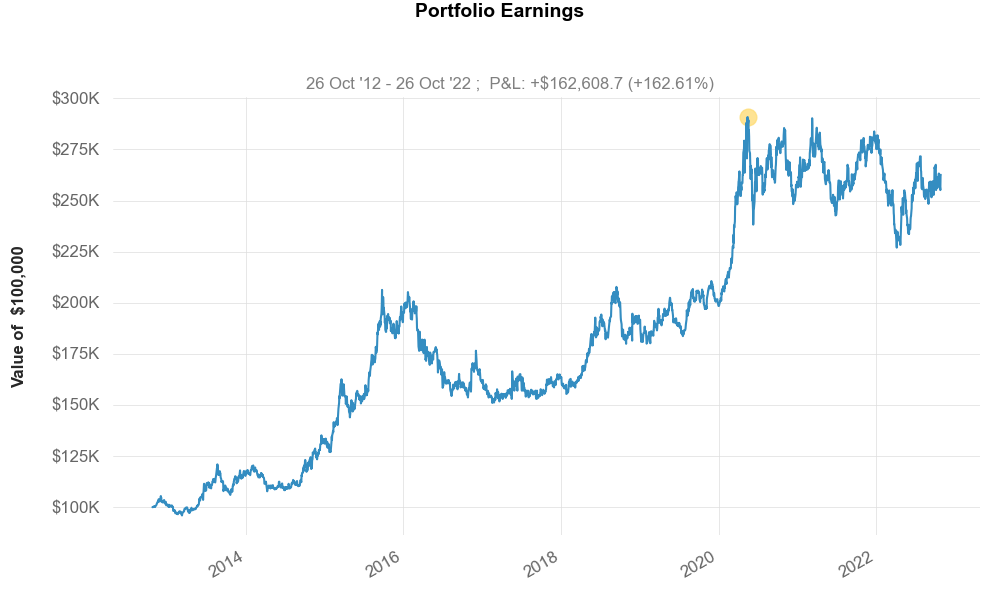 Portfolio Earnings
26 Oct '12 - 26 Oct '22 ;  P&L: +$162,608.7 (+162.61%)
$300K
$275K
$250K
$225K
$200K
$175K
$150K
$125K
$100K
Value of  $100,000
2014
2016
2018
2020
2022